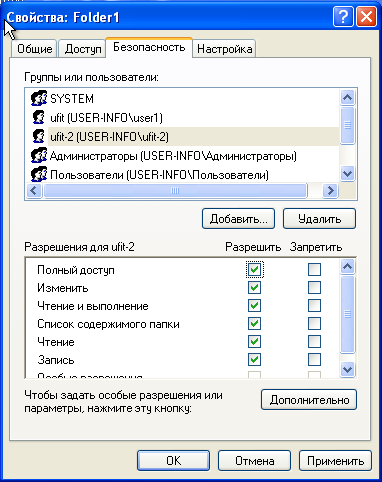 Свойства: Folder1
Общие Доступ Безопасность Настройка
Группы или пользователи:
SYSTEM
ufit (USER-INFO\user1)
ufit-2 (USER-INFO\ufit-2)
Администраторы (USER-INFO\Администраторы)
Пользователи (USER-INFO\Пользователи)
Добавить... Удалить
Разрешения для ufit-2 Разрешить Запретить
Полный доступ
Изменить
Чтение и выполнение
Список содержимого папки
Чтение
Запись
Особые разрешения
Чтобы задать особые разрешения или
параметры, нажмите эту кнопку:
Дополнительно
ОК Отмена Применить